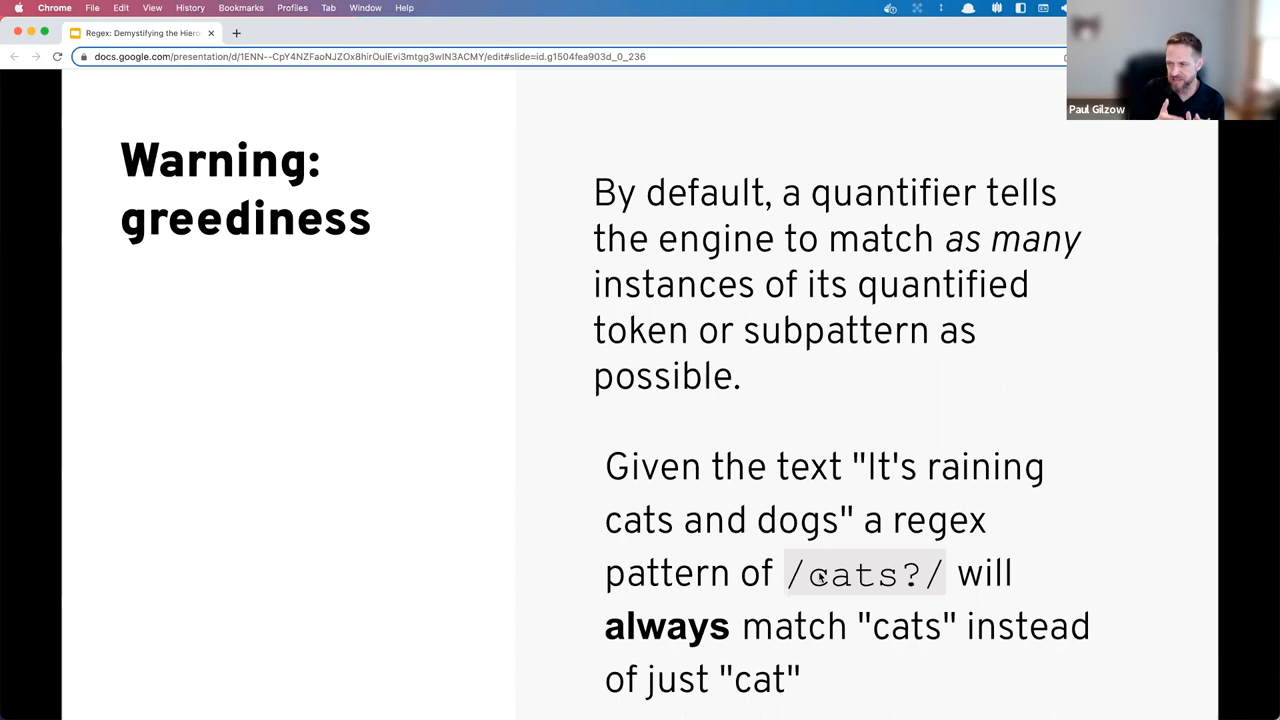 Chrome File Edit View History Bookmarks Profiles Tab Window Help
Regex: Demystifying the Hiero
docs.google.com/presentation/d/1ENN--CpY4NZFaoNJZOx8hirOulEvi3mtgg3wlN3ACMY/edit#slide=id.g1504fea903d_0_236
Paul Gilzow
Warning:
greediness
By default, a quantifier tells
the engine to match as many
instances of its quantified
token or subpattern as
possible.
Given the text "It's raining
cats and dogs" a regex
pattern of /cats?/ will
always match "cats" instead
of just "cat"